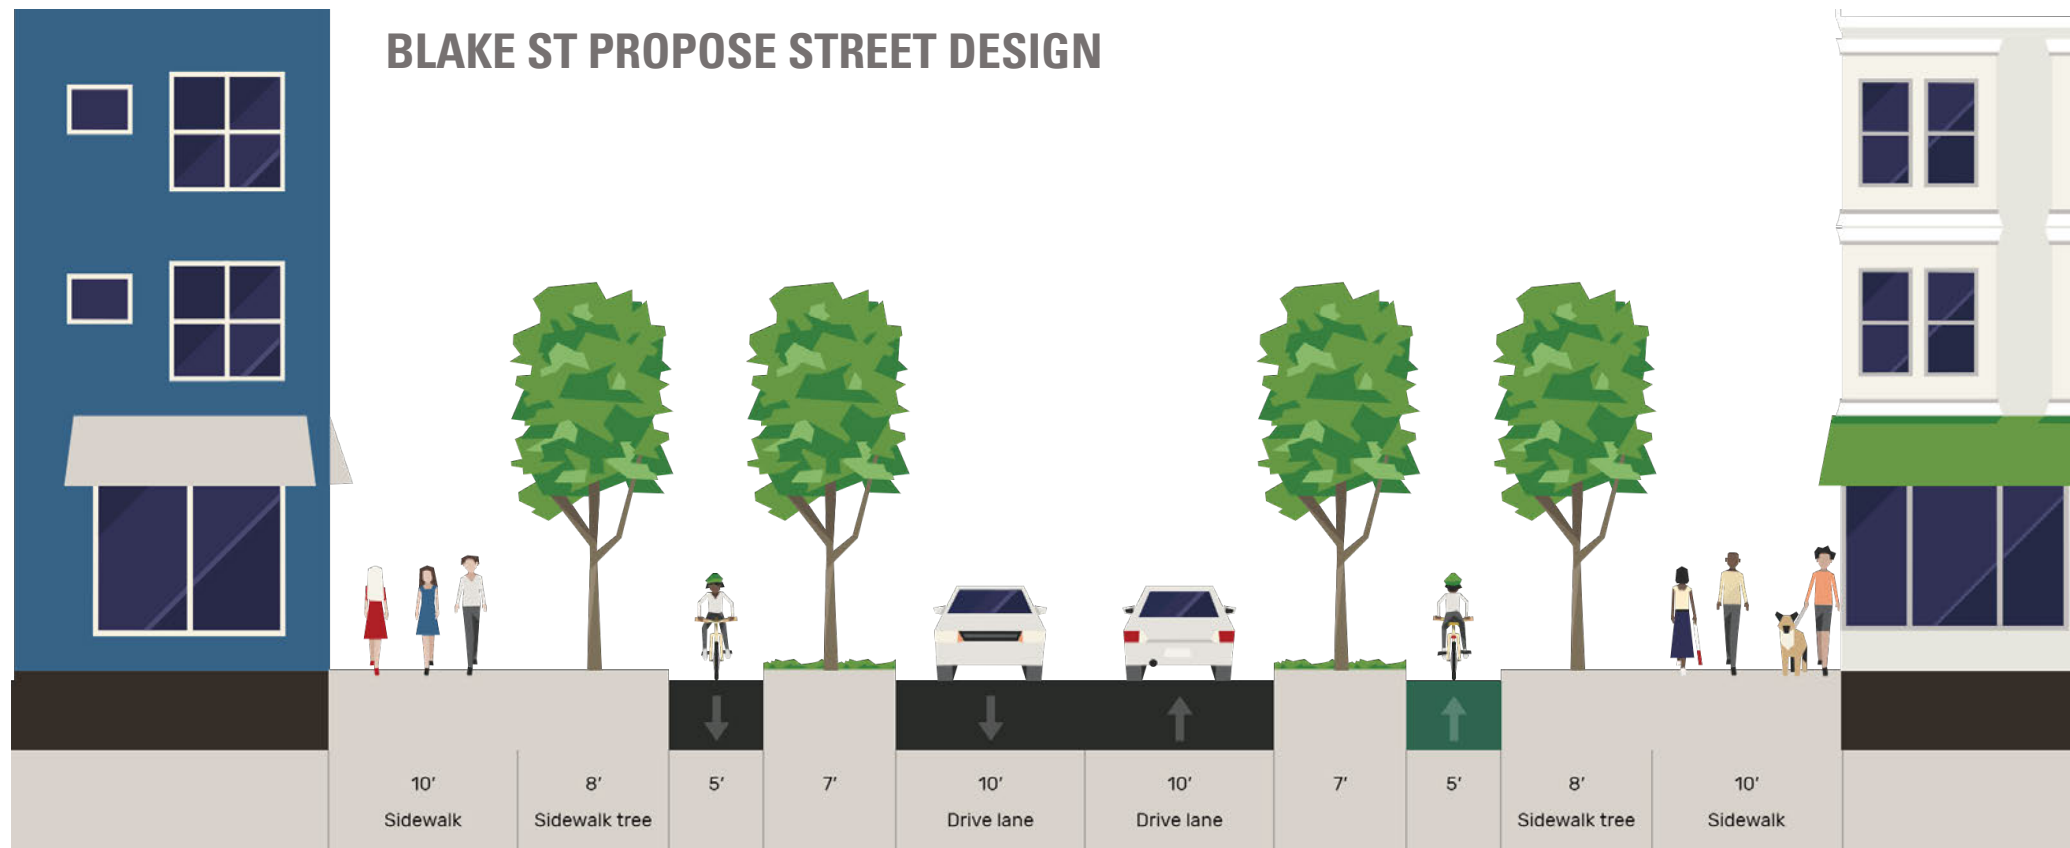 BLAKE ST PROPOSE STREET DESIGN
10' 8' 5' 7' 10' 10' 7' 5' 8' 10'
Sidewalk Sidewalk tree Drive lane Drive lane Sidewalk tree Sidewalk